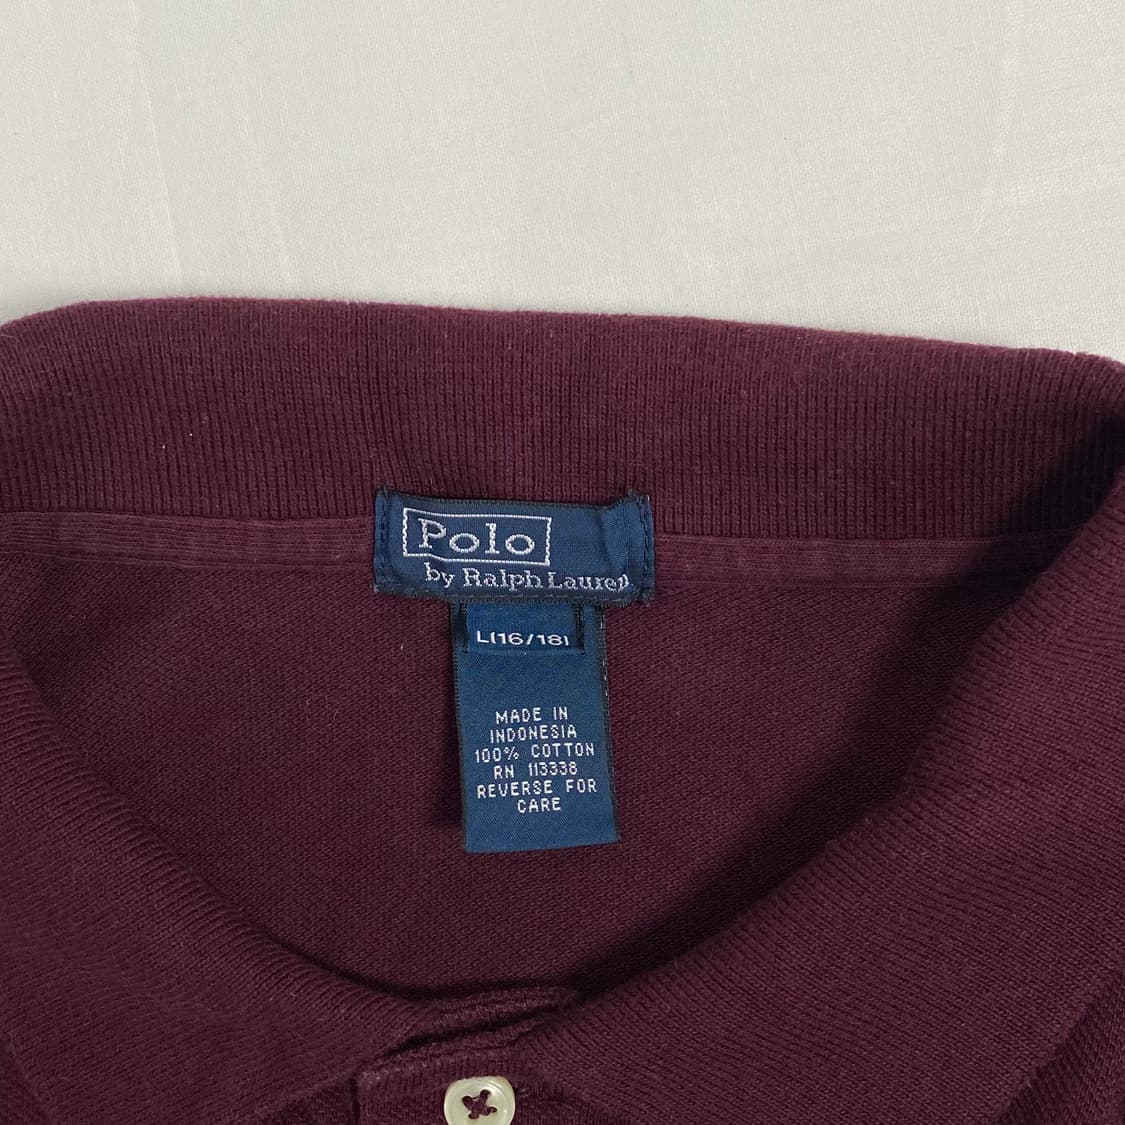 Polo
by Ralph Lauren
L(16/18)
MADE IN
INDONESIA
100% COTTON
RN 113338
REVERSE FOR
CARE